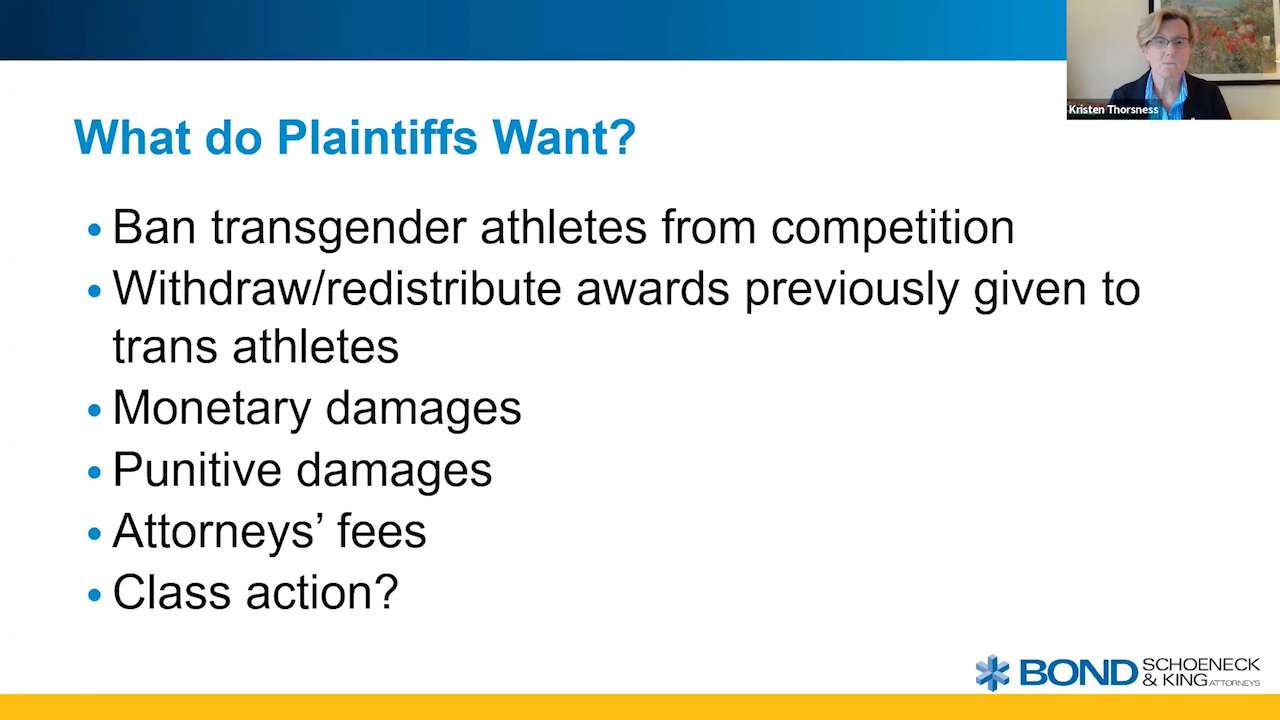 Kristen Thorsness
What do Plaintiffs Want?
• Ban transgender athletes from competition
• Withdraw/redistribute awards previously given to
trans athletes
• Monetary damages
• Punitive damages
• Attorneys’ fees
• Class action?
BOND SCHOENECK
& KING ATTORNEYS